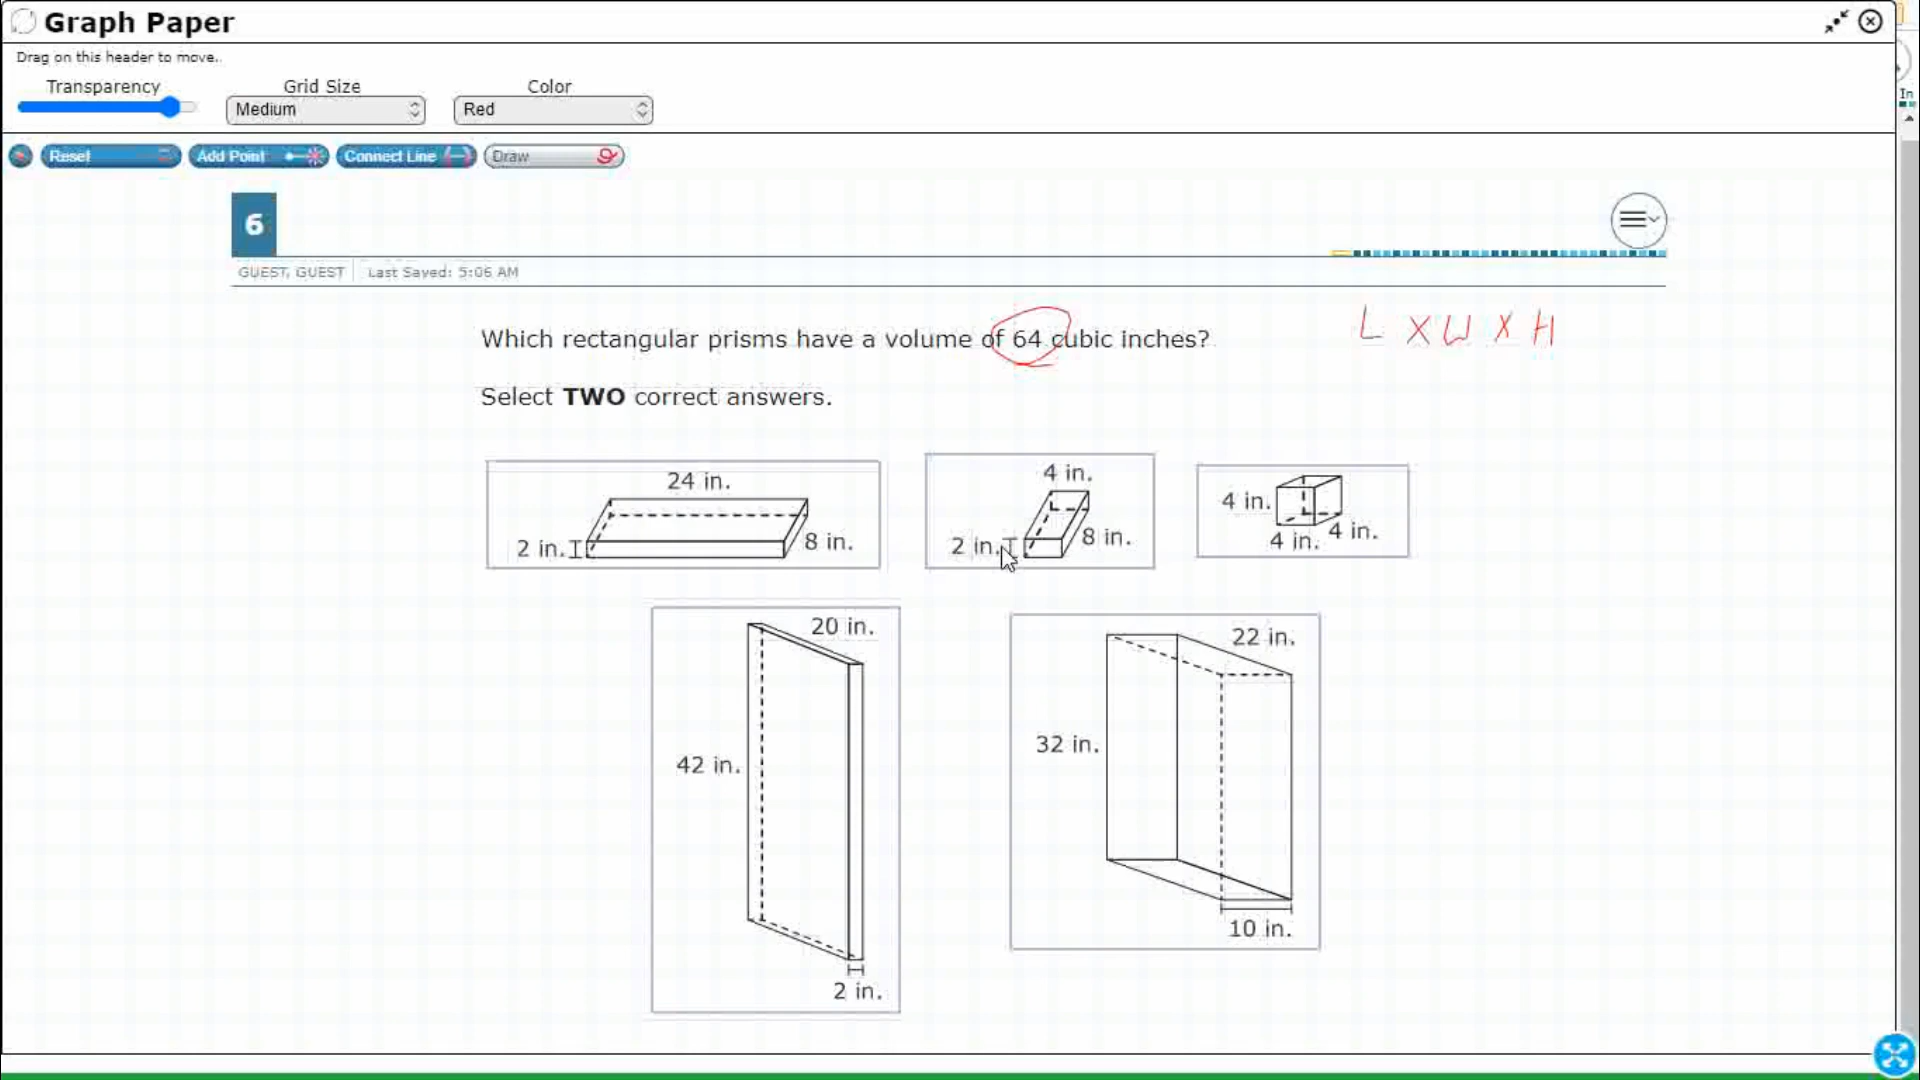 Graph Paper
Drag on this header to move..
Transparency
Grid Size
Color
Medium
Red
Reset
Add Point
Connect Line
Draw
In
6
GUEST, GUEST
Last Saved: 5:06 AM
Which rectangular prisms have a volume of 64 cubic inches?
L X W X H
Select TWO correct answers.
24 in.
2 in.
8 in.
4 in.
2 in.
8 in.
4 in.
4 in.
4 in.
20 in.
42 in.
2 in.
22 in.
32 in.
10 in.